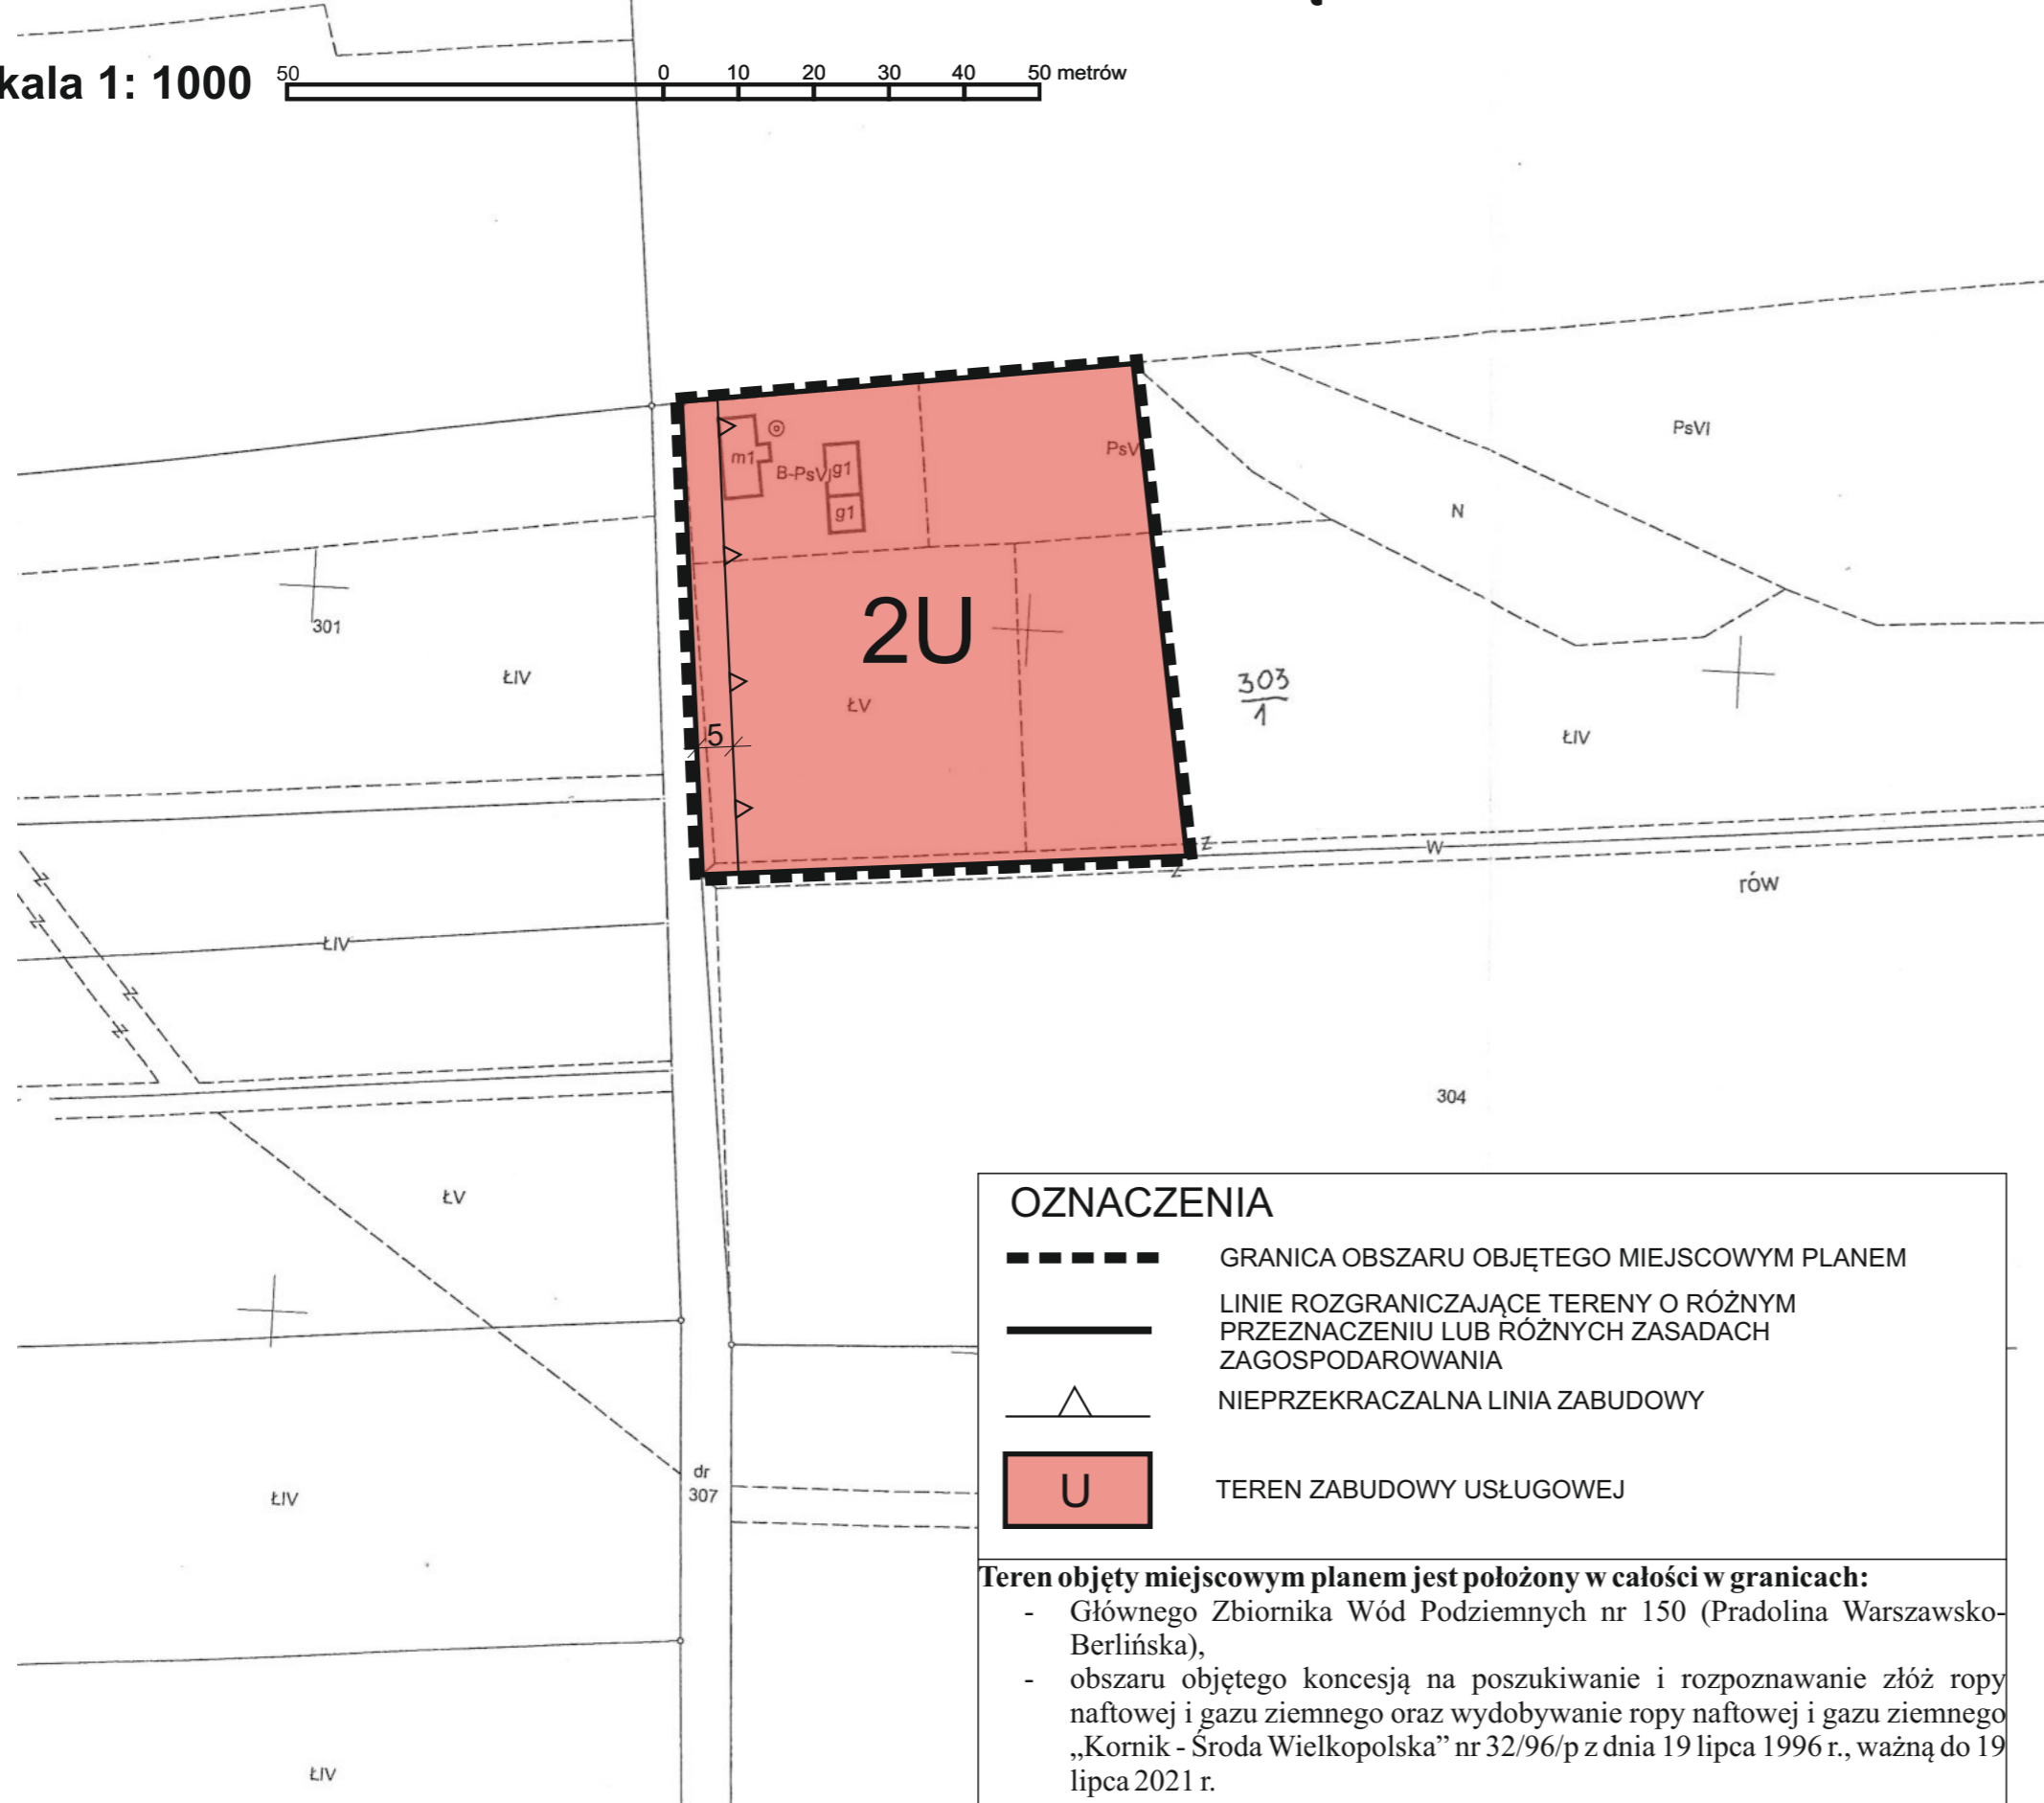 kala 1: 1000
50 0 10 20 30 40 50 metrów
PsVI
m1
B-PsVI
g1
PsV
g1
N
301
2U
ŁIV
303
1
ŁV
5
ŁIV
W
rów
ŁIV
304
ŁV
ŁIV
dr
307
ŁIV
OZNACZENIA
GRANICA OBSZARU OBJĘTEGO MIEJSCOWYM PLANEM
LINIE ROZGRANICZAJĄCE TERENY O RÓŻNYM
PRZEZNACZENIU LUB RÓŻNYCH ZASADACH
ZAGOSPODAROWANIA
NIEPRZEKRACZALNA LINIA ZABUDOWY
U
TEREN ZABUDOWY USŁUGOWEJ
Teren objęty miejscowym planem jest położony w całości w granicach:
- Głównego Zbiornika Wód Podziemnych nr 150 (Pradolina Warszawsko-
Berlińska),
- obszaru objętego koncesją na poszukiwanie i rozpoznawanie złóż ropy
naftowej i gazu ziemnego oraz wydobywanie ropy naftowej i gazu ziemnego
„Kornik - Środa Wielkopolska” nr 32/96/p z dnia 19 lipca 1996 r., ważną do 19
lipca 2021 r.